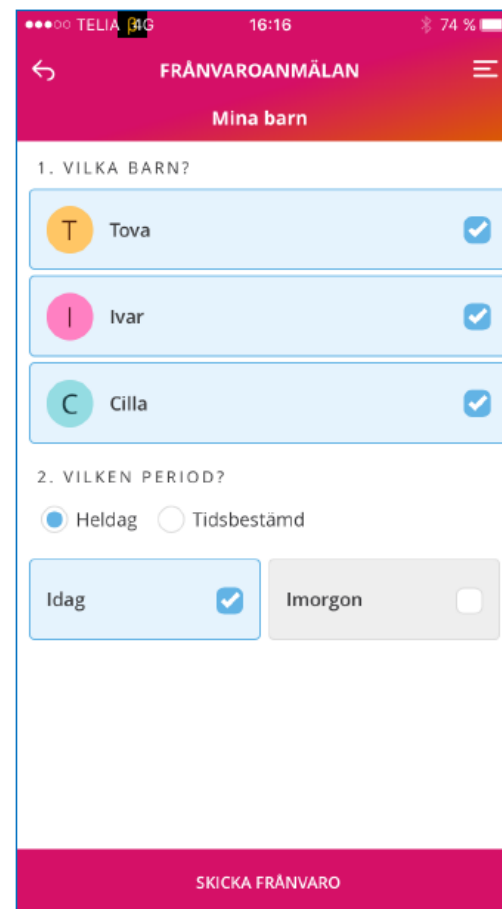 TELIA 4G 16:16 74 %
FRÅNVAROANMÄLAN
Mina barn
1. VILKA BARN?
T Tova
I Ivar
C Cilla
2. VILKEN PERIOD?
Heldag Tidsbestämd
Idag Imorgon
SKICKA FRÅNVARO